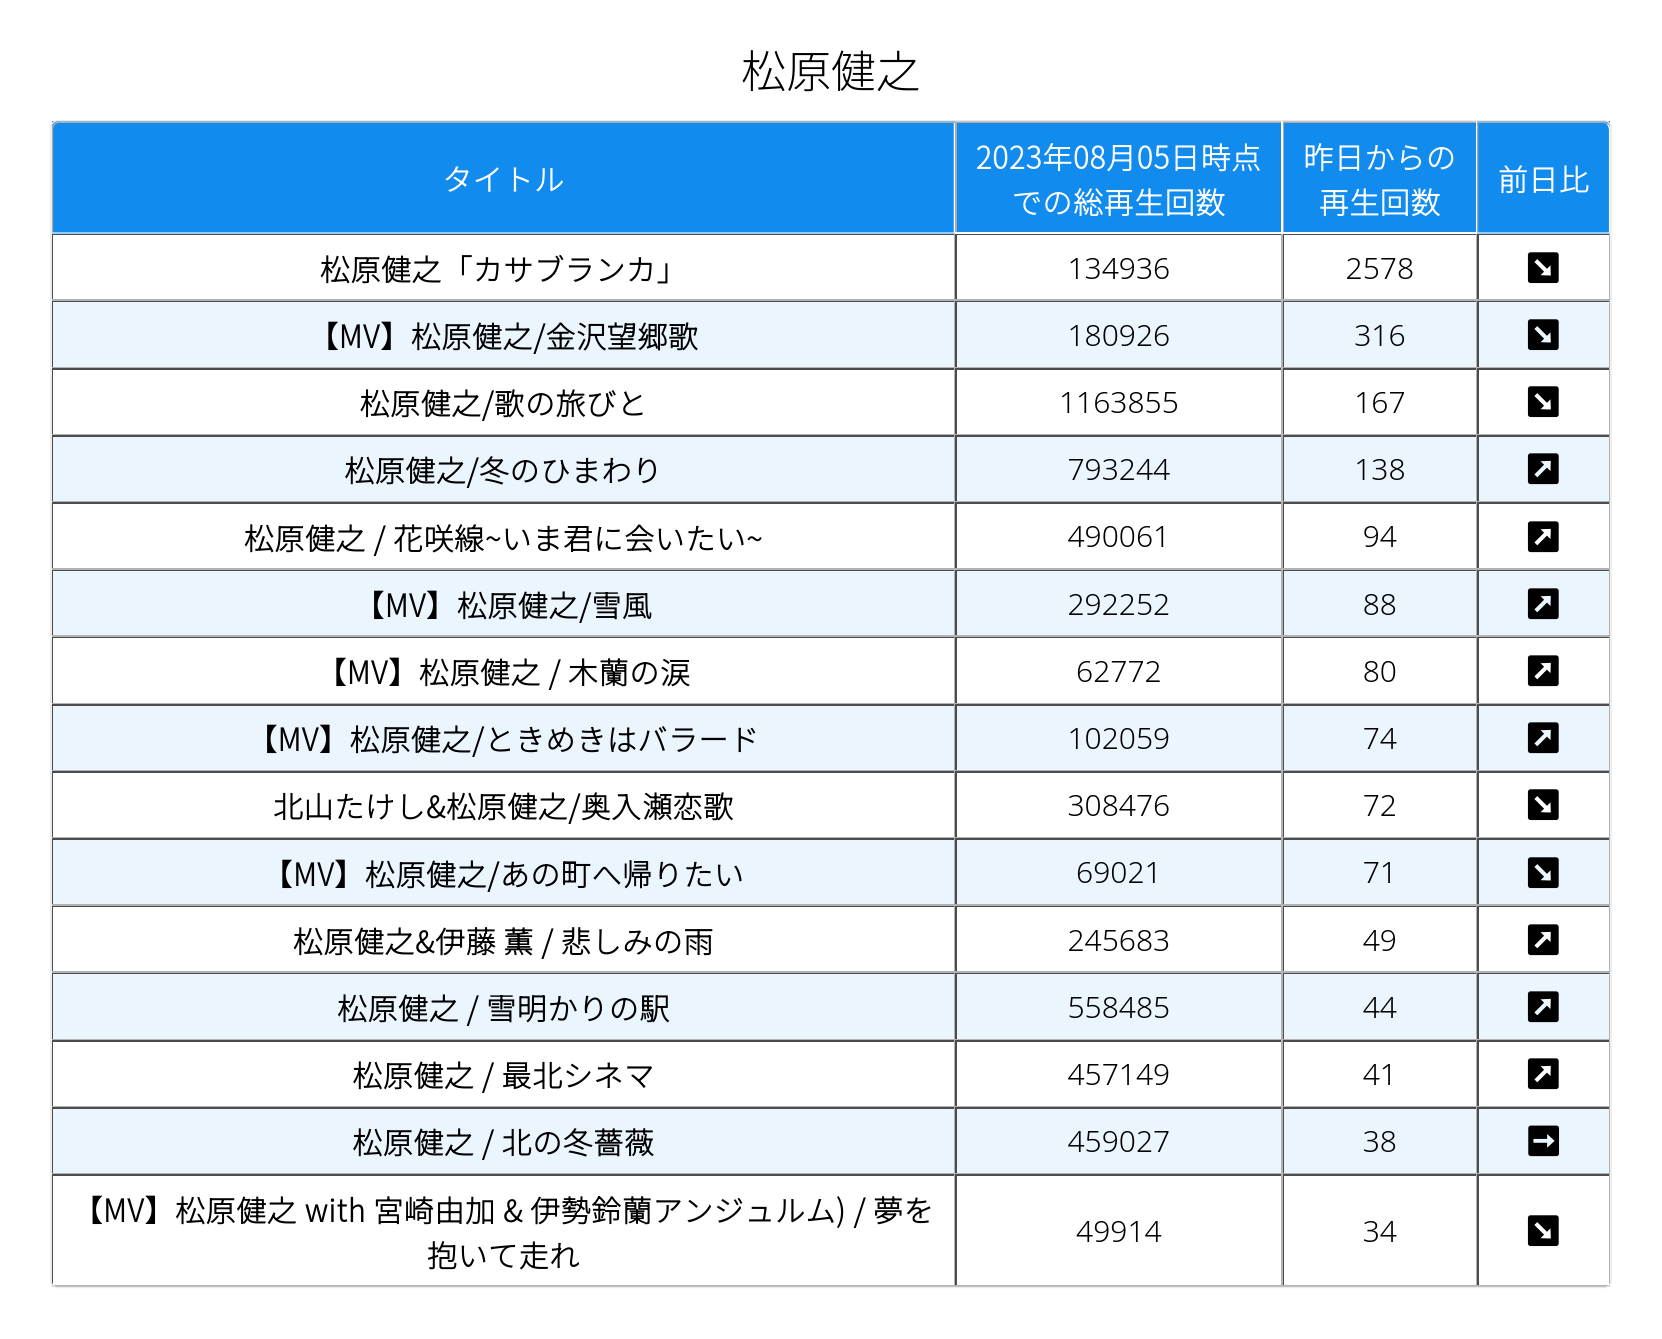 松原健之
タイトル
2023年08月05日時点
での総再生回数
昨日からの
再生回数
前日比
松原健之「カサブランカ」 134936 2578
【MV】松原健之/金沢望郷歌 180926 316
松原健之/歌の旅びと 1163855 167
松原健之/冬のひまわり 793244 138
松原健之 / 花咲線~いま君に会いたい~ 490061 94
【MV】松原健之/雪風 292252 88
【MV】松原健之 / 木蘭の涙 62772 80
【MV】松原健之/ときめきはバラード 102059 74
北山たけし&松原健之/奥入瀬恋歌 308476 72
【MV】松原健之/あの町へ帰りたい 69021 71
松原健之&伊藤 薫 / 悲しみの雨 245683 49
松原健之 / 雪明かりの駅 558485 44
松原健之 / 最北シネマ 457149 41
松原健之 / 北の冬薔薇 459027 38
【MV】松原健之 with 宮崎由加 & 伊勢鈴蘭アンジュルム) / 夢を
抱いて走れ 49914 34